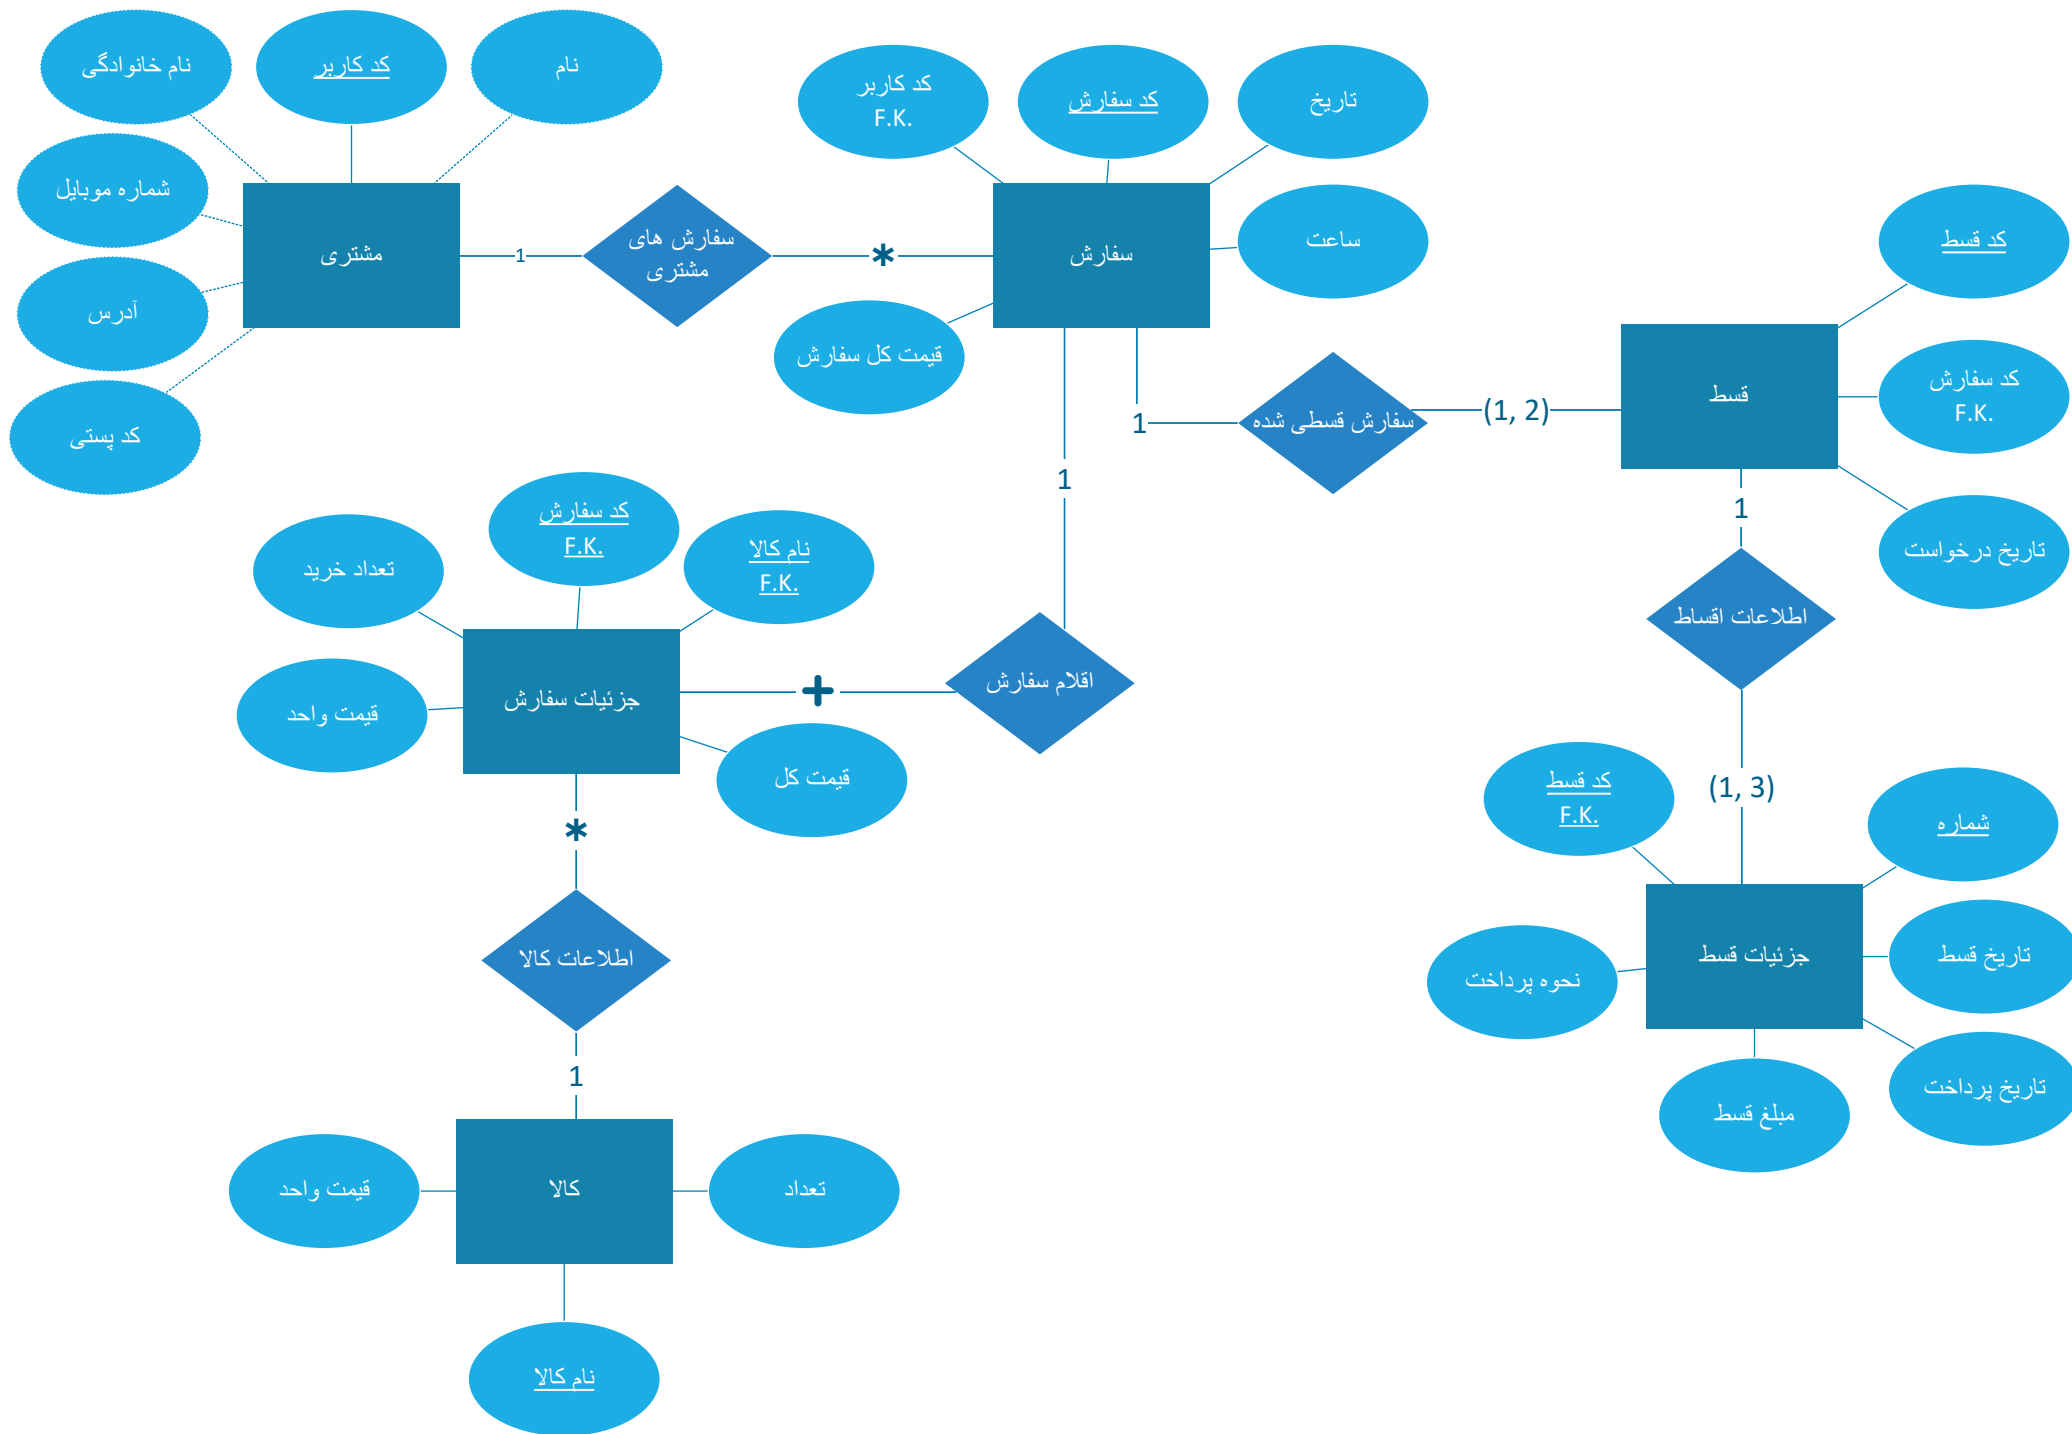 نام خانوادگی
کد کاربر
نام
شماره موبایل
آدرس
کد پستی
مشتری
1
سفارش های
مشتری
*
کد کاربر
F.K.
کد سفارش
تاریخ
ساعت
سفارش
قیمت کل سفارش
1
سفارش قسطی شده
(1, 2)
قسط
کد قسط
کد سفارش
F.K.
تاریخ درخواست
1
اطلاعات اقساط
(1, 3)
کد قسط
F.K.
شماره
جزئیات قسط
تاریخ قسط
نحوه پرداخت
تاریخ پرداخت
مبلغ قسط
1
اقلام سفارش
+
کد سفارش
F.K.
نام کالا
F.K.
تعداد خرید
جزئیات سفارش
قیمت واحد
قیمت کل
*
اطلاعات کالا
1
کالا
قیمت واحد
تعداد
نام کالا